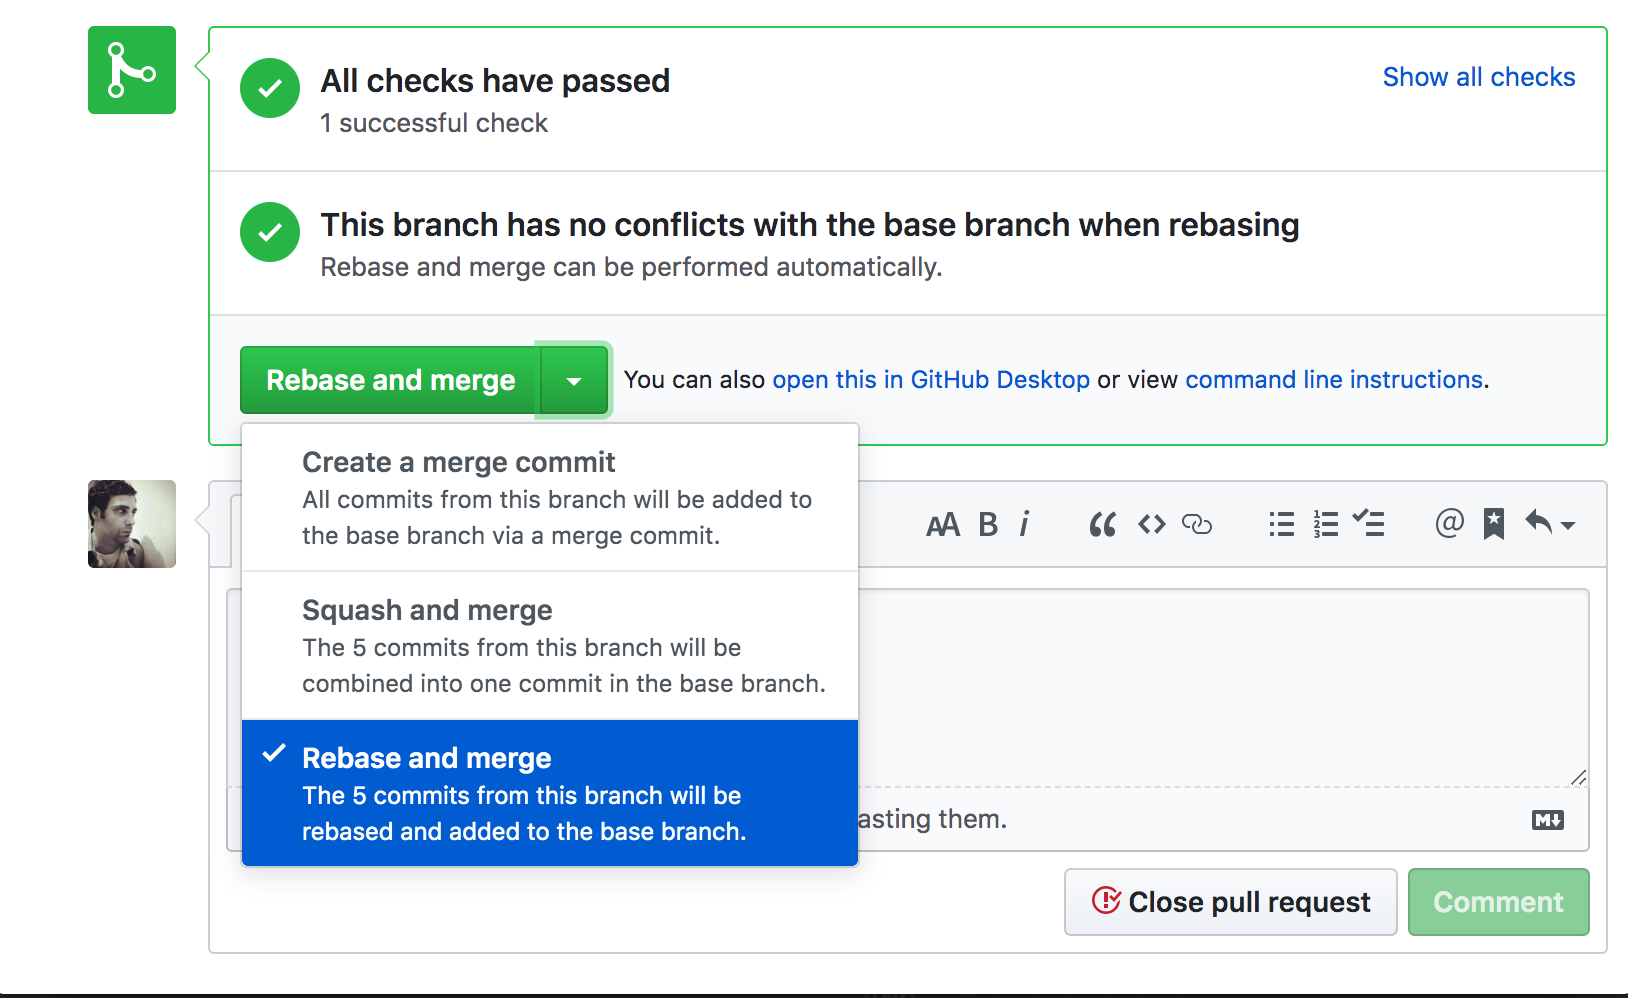 All checks have passed
Show all checks
1 successful check
This branch has no conflicts with the base branch when rebasing
Rebase and merge can be performed automatically.
Rebase and merge
You can also open this in GitHub Desktop or view command line instructions.
Create a merge commit
All commits from this branch will be added to
the base branch via a merge commit.
AA B i
Squash and merge
The 5 commits from this branch will be
combined into one commit in the base branch.
Rebase and merge
The 5 commits from this branch will be
rebased and added to the base branch.
asting them.
M
Close pull request
Comment